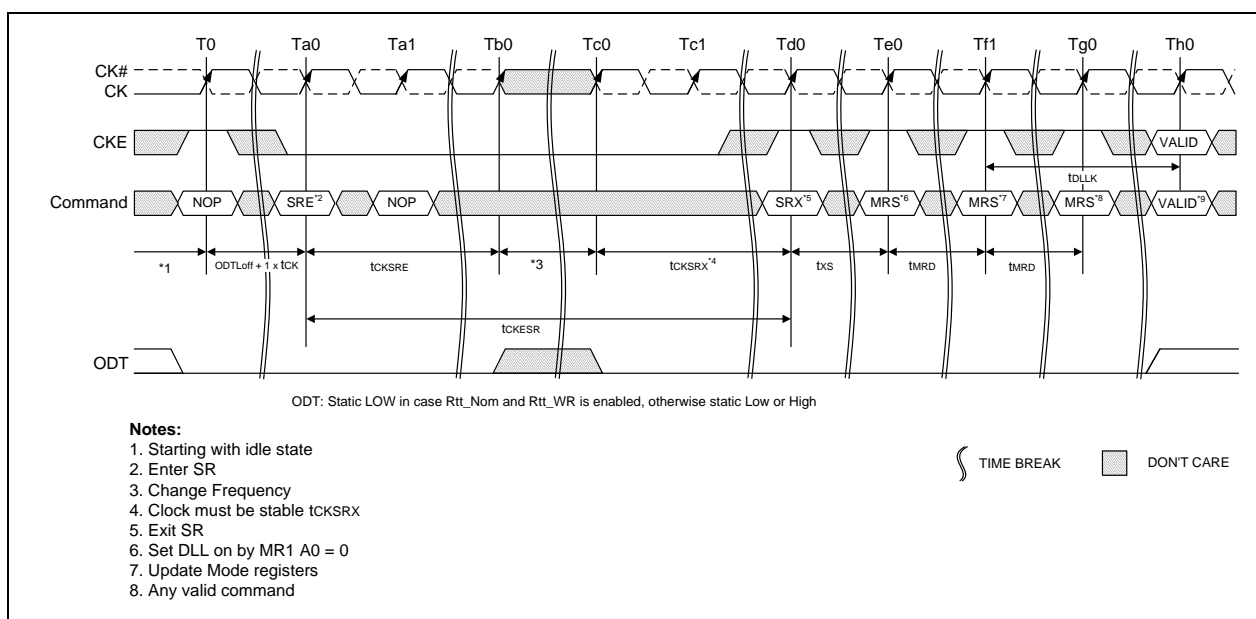 T0 Ta0 Ta1 Tb0 Tc0 Tc1 Td0 Te0 Tf1 Tg0 Th0
CK#
CK
CKE VALID
tDLLK
Command NOP SRE*2 NOP SRX*5 MRS*6 MRS*7 MRS*8 VALID*9
*1 ODTLoff + 1 x tCK tCKSRE *3 tCKSRX*4 tXS tMRD tMRD
tCKESR
ODT
ODT: Static LOW in case Rtt_Nom and Rtt_WR is enabled, otherwise static Low or High
Notes:
1. Starting with idle state
2. Enter SR
3. Change Frequency
4. Clock must be stable tCKSRX
5. Exit SR
6. Set DLL on by MR1 A0 = 0
7. Update Mode registers
8. Any valid command
TIME BREAK DON'T CARE